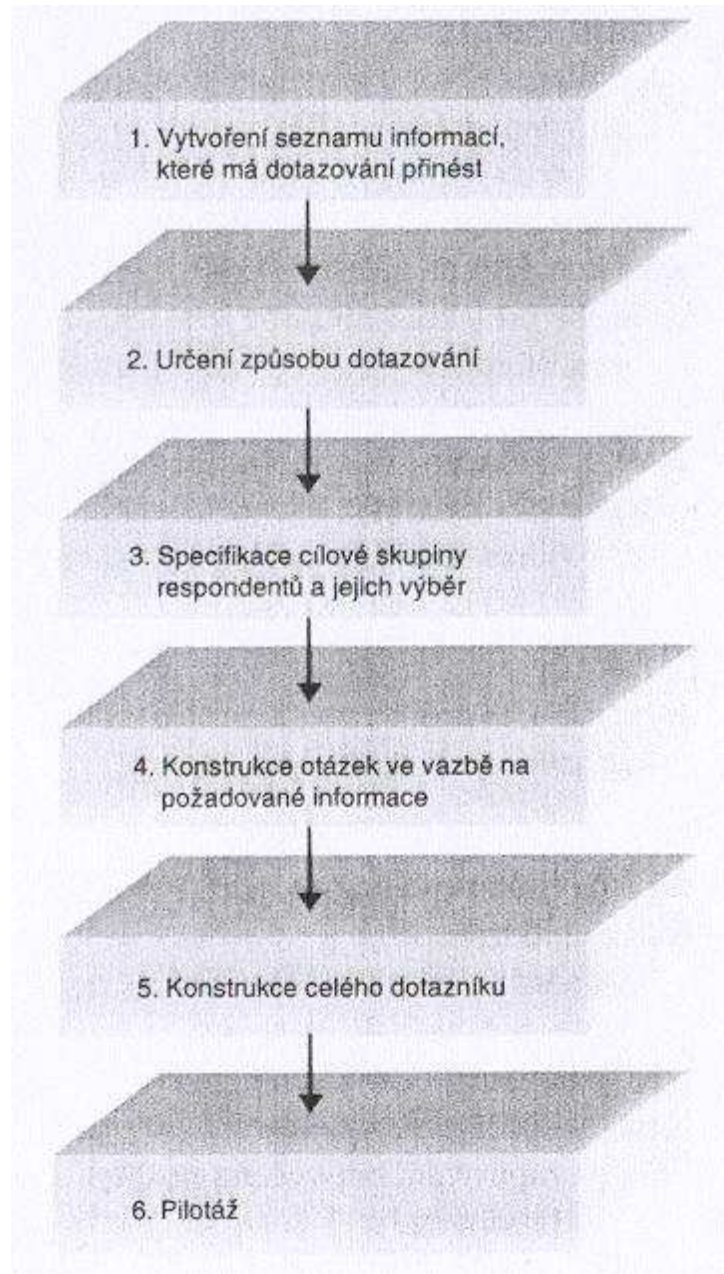 1. Vytvoření seznamu informací,
které má dotazování přinést
2. Určení způsobu dotazování
3. Specifikace cílové skupiny
respondentů a jejich výběr
4. Konstrukce otázek ve vazbě na
požadované informace
5. Konstrukce celého dotazníku
6. Pilotáž